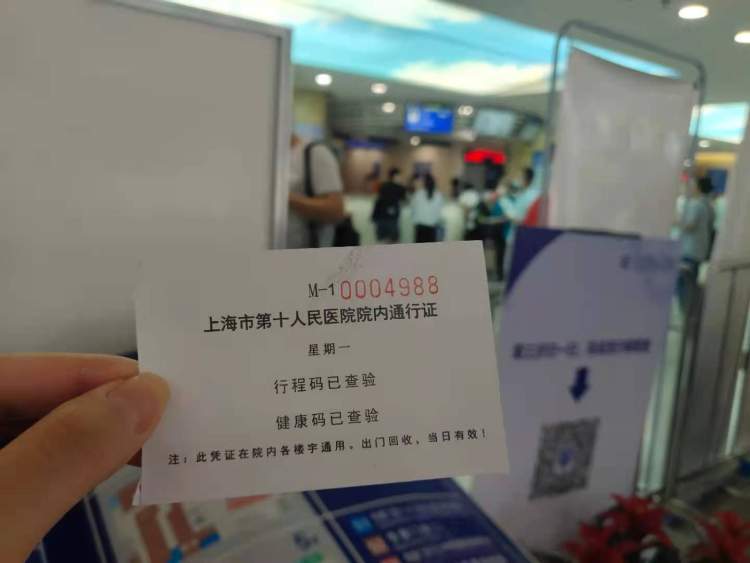 M-1 0004988
上海市第十人民医院院内通行证
星期一
行程码已查验
健康码已查验
注：此凭证在院内各楼宇通用，出门回收，当日有效！